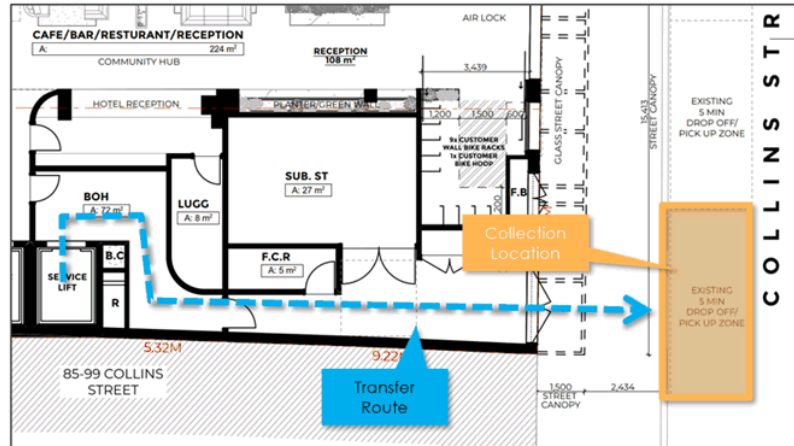 CAFE/BAR/RESTURANT/RECEPTION
A: 224 m²
COMMUNITY HUB
RECEPTION
108 m²
AIR LOCK
3,439
HOTEL RECEPTION
PLANTER/GREEN WALL
1,200 1,500 600
9x CUSTOMER
WALL BIKE RACKS
1x CUSTOMER
BIKE HOOP
GLASS STREET CANOPY
15,413
STREET CANOPY
EXISTING
5 MIN
DROP OFF/
PICK UP ZONE
COLLINS STR
SUB. ST
A: 27 m²
BOH
A: 72 m²
LUGG
A: 8 m²
F.B
200
Collection
Location
B.C
F.C.R
A: 5 m²
SERVICE
LIFT
R
EXISTING
5 MIN
DROP OFF/
PICK UP ZONE
5.32M
9.22
85-99 COLLINS
STREET
Transfer
Route
1,500
STREET
CANOPY
2,434